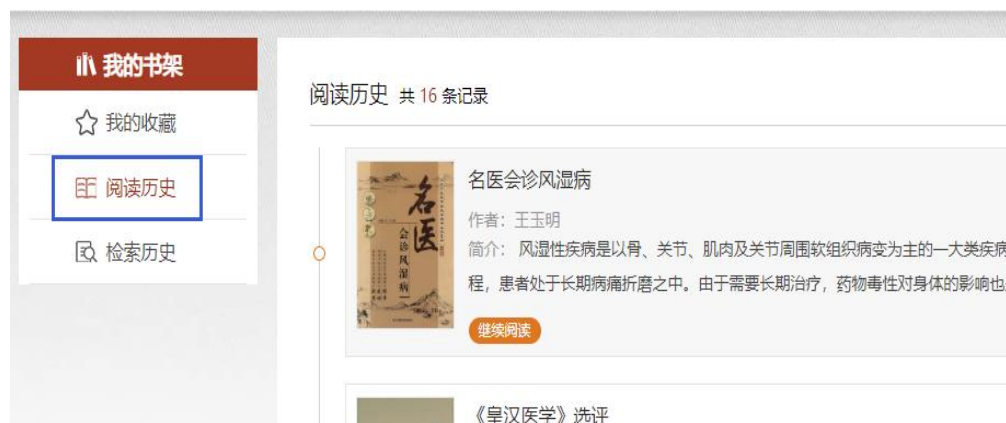 我的书架
我的收藏
阅读历史
检索历史
阅读历史 共 16 条记录
名医
会诊风湿病
名医会诊风湿病
作者：王玉明
简介： 风湿性疾病是以骨、关节、肌肉及关节周围软组织病变为主的一大类疾病
程，患者处于长期病痛折磨之中。由于需要长期治疗，药物毒性对身体的影响也
继续阅读
《皇汉医学》选评